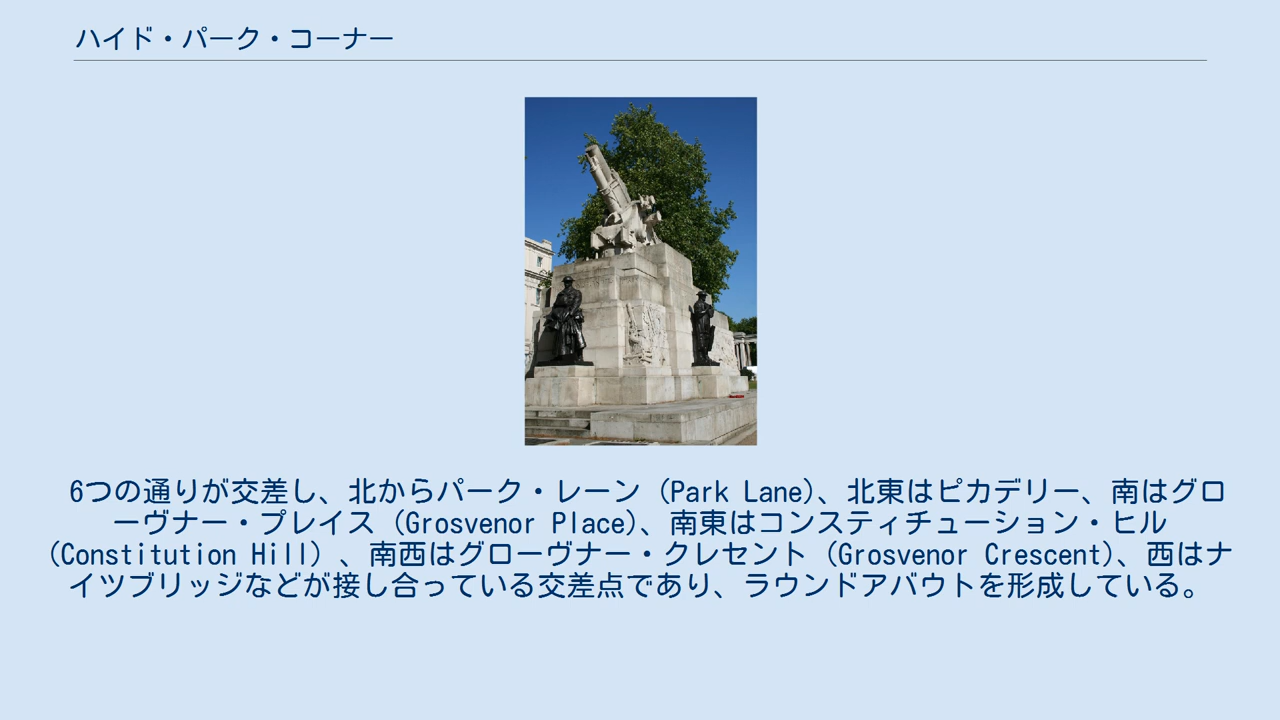 ハイド・パーク・コーナー
6つの通りが交差し、北からパーク・レーン (Park Lane)、北東はピカデリー、南はグロ
ーヴナー・プレイス (Grosvenor Place)、南東はコンスティチューション・ヒル
(Constitution Hill) 、南西はグローヴナー・クレセント (Grosvenor Crescent)、西はナ
イツブリッジなどが接し合っている交差点であり、ラウンドアバウトを形成している。